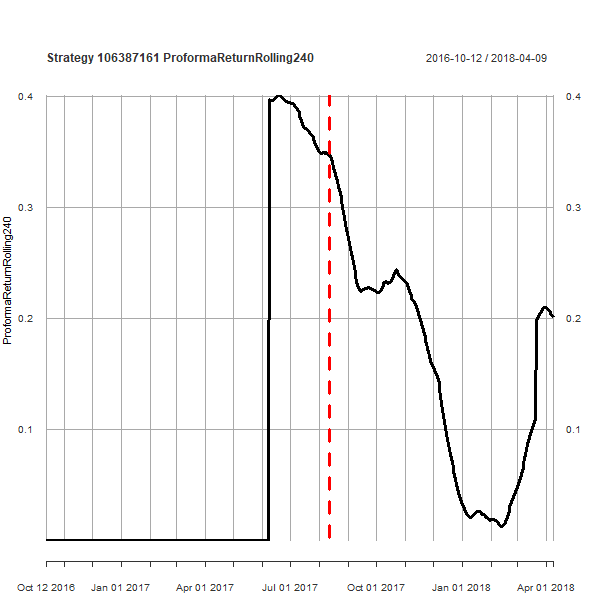 Strategy 106387161 ProformaReturnRolling240
2016-10-12 / 2018-04-09
0.4
0.4
0.3
0.3
0.2
0.2
0.1
0.1
ProformaReturnRolling240
Oct 12 2016
Jan 01 2017
Apr 01 2017
Jul 01 2017
Oct 01 2017
Jan 01 2018
Apr 01 2018